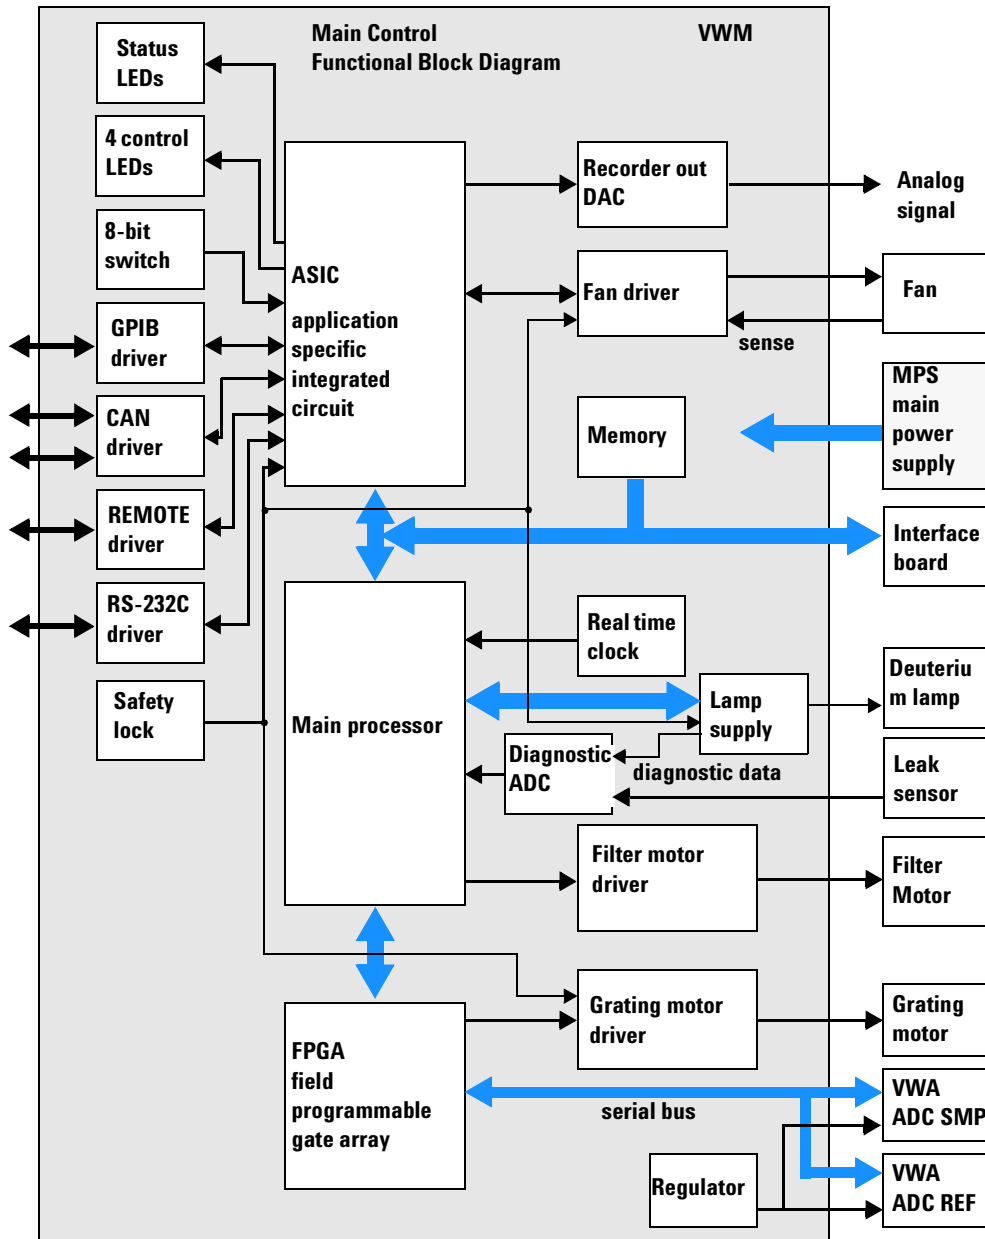 Main Control
Functional Block Diagram
VWM
Status
LEDs
4 control
LEDs
8-bit
switch
GPIB
driver
CAN
driver
REMOTE
driver
RS-232C
driver
Safety
lock
ASIC
application
specific
integrated
circuit
Main processor
FPGA
field
programmable
gate array
Recorder out
DAC
Fan driver
sense
Memory
Real time
clock
Lamp
supply
Diagnostic
ADC
diagnostic data
Filter motor
driver
Grating motor
driver
serial bus
Regulator
Analog
signal
Fan
MPS
main
power
supply
Interface
board
Deuteriu
m lamp
Leak
sensor
Filter
Motor
Grating
motor
VWA
ADC SMP
VWA
ADC REF